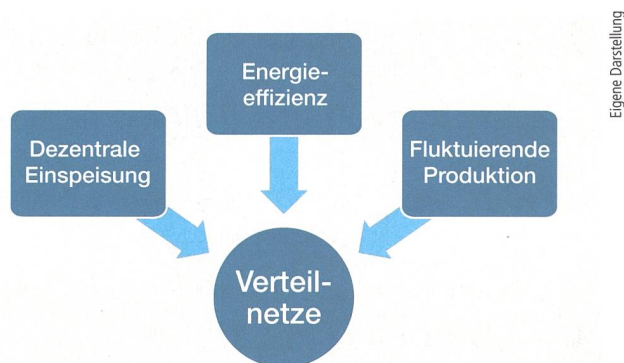 Energie-
effizienz
Dezentrale
Einspeisung
Fluktuierende
Produktion
Verteil-
netze
Eigene Darstellung